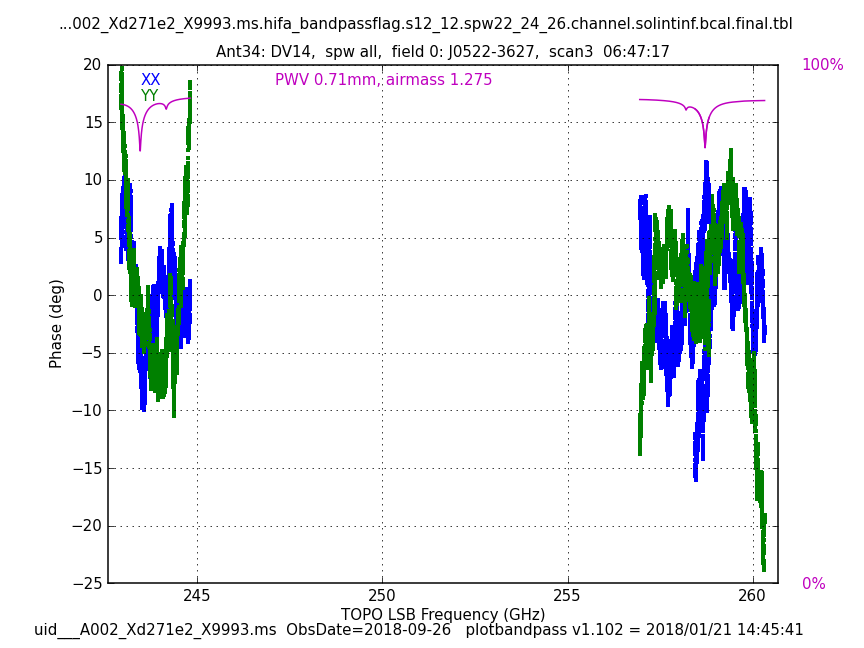 ...002_Xd271e2_X9993.ms.hifa_bandpassflag.s12_12.spw22_24_26.channel.solintinf.bcal.final.tbl
Ant34: DV14, spw all, field 0: J0522-3627, scan3 06:47:17
20 100%
XX PWV 0.71mm, airmass 1.275
YY
15
10
5
0
Phase (deg)
−5
−10
−15
−20
−25 0%
245 250 255 260
TOPO LSB Frequency (GHz)
uid___A002_Xd271e2_X9993.ms ObsDate=2018-09-26 plotbandpass v1.102 = 2018/01/21 14:45:41